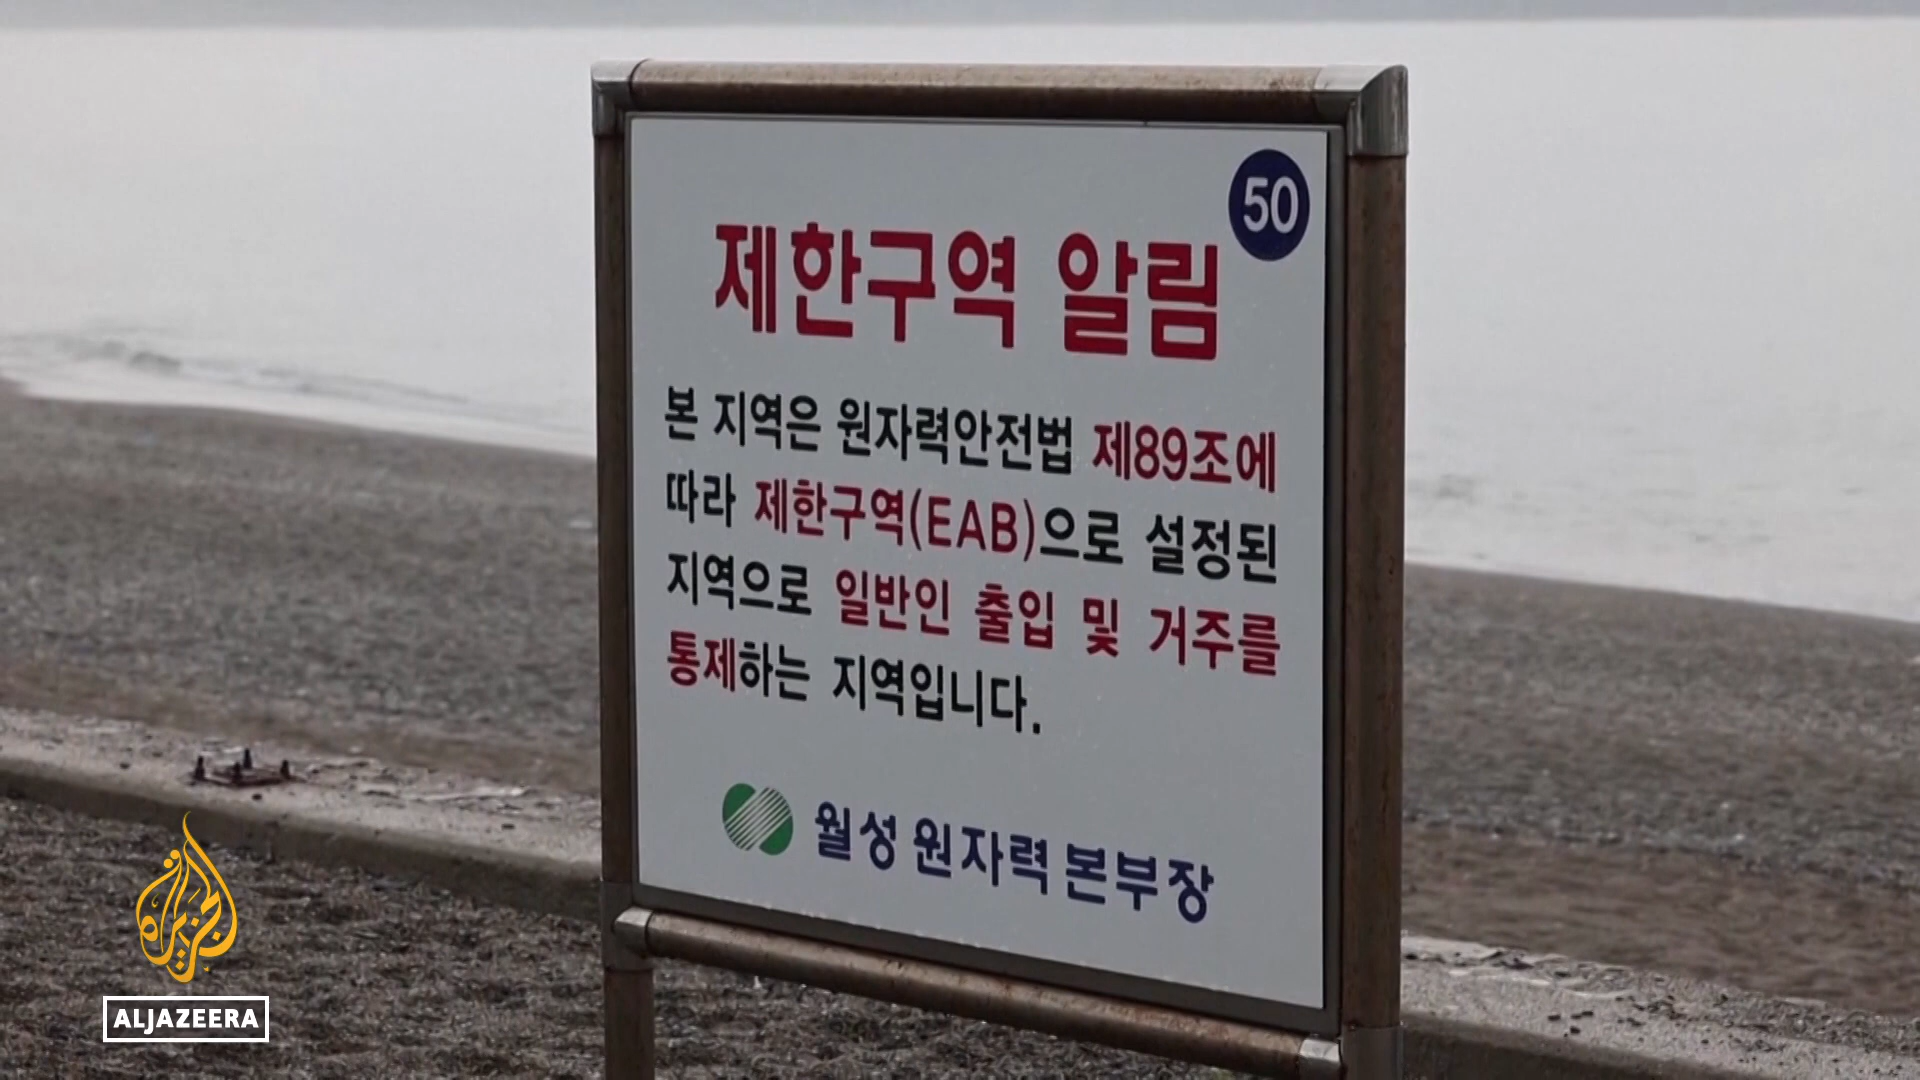 50
제한구역 알림
본 지역은 원자력안전법 제89조에
따라 제한구역(EAB)으로 설정된
지역으로 일반인 출입 및 거주를
통제하는 지역입니다.
월성원자력본부장
الجزيرة
ALJAZEERA